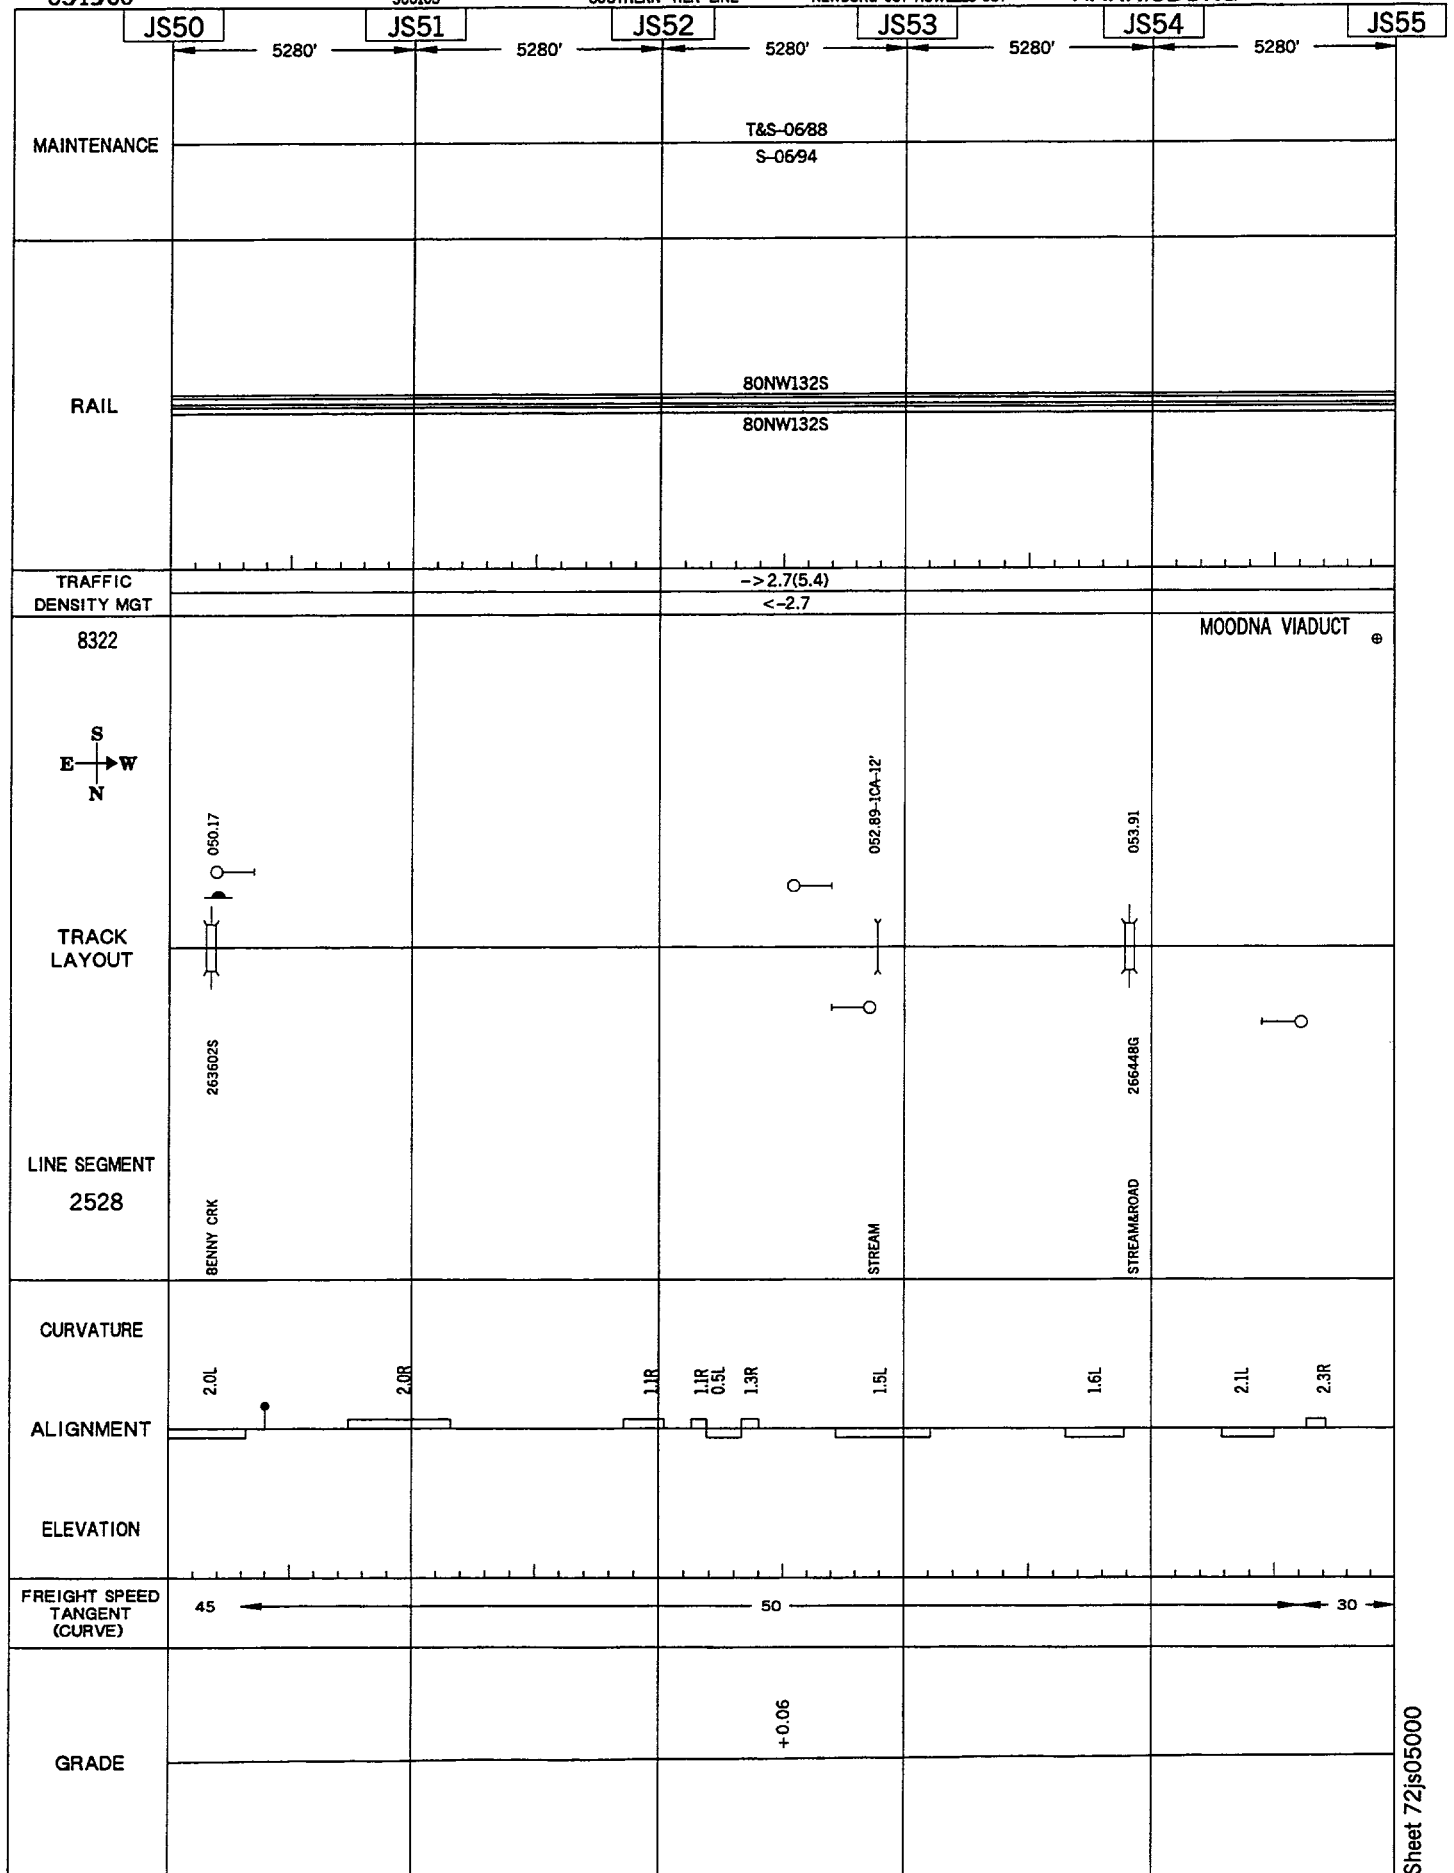 JS50 JS51 JS52 JS53 JS54 JS55
5280' 5280' 5280' 5280' 5280'
MAINTENANCE
T&S-06/88
S-06/94
RAIL
80NW132S
80NW132S
TRAFFIC
DENSITY MGT
->2.7(5.4)
<-2.7
8322
MOODNA VIADUCT
S
E W
N
050.17
052.89-1CA-12'
053.91
TRACK
LAYOUT
263602S
266448G
LINE SEGMENT
2528
BENNY CRK
STREAM
STREAM&ROAD
CURVATURE
2.0L 2.0R 1.1R 1.1R 0.5L 1.3R 1.5L 1.6L 2.1L 2.3R
ALIGNMENT
ELEVATION
FREIGHT SPEED
TANGENT
(CURVE)
45 50 30
+0.06
GRADE
Sheet 72js05000